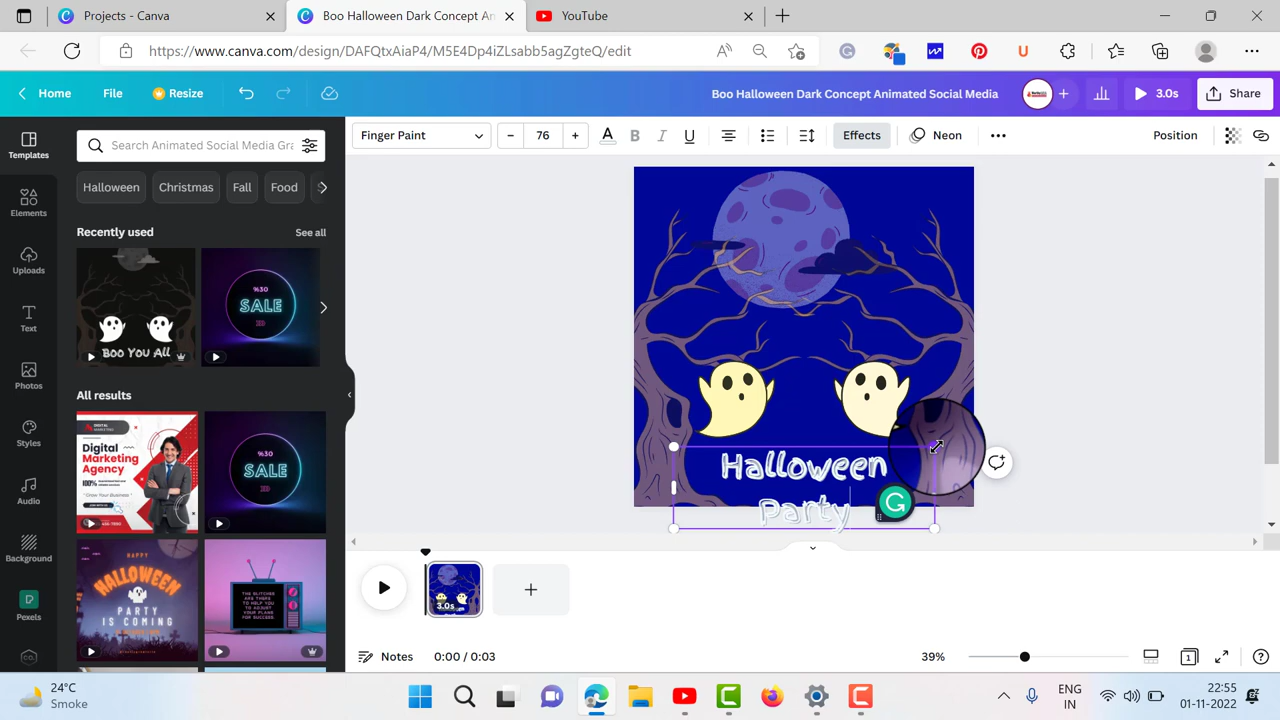 Projects - Canva
Boo Halloween Dark Concept An
YouTube
https://www.canva.com/design/DAFQtxAiaP4/M5E4Dp4iZLsabb5agZgteQ/edit
Home
File
Resize
Boo Halloween Dark Concept Animated Social Media
3.0s
Share
Templates
Elements
Uploads
Text
Photos
Styles
Audio
Background
Pexels
Search Animated Social Media Gra
Halloween
Christmas
Fall
Food
Recently used
See all
BOO YOU ALL
%30
SALE
All results
Digital
Marketing
Agency
%30
SALE
HAPPY
HALLOWEEN
PARTY
IS COMING
Finger Paint
76
Effects
Neon
Position
Halloween
Party
3.0s
Notes
0:00 / 0:03
39%
1
24°C
Smoke
ENG
IN
22:55
01-11-2022